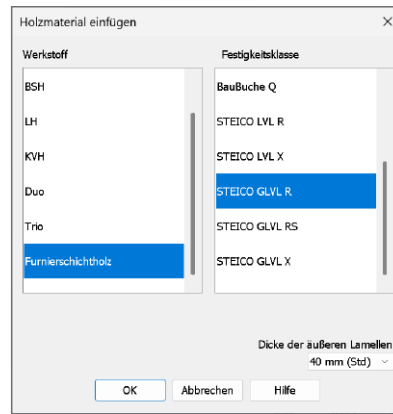 Holzmaterial einfügen
Werkstoff
Festigkeitsklasse
BSH
LH
KVH
Duo
Trio
Furnierschichtholz
BauBuche Q
STEICO LVL R
STEICO LVL X
STEICO GLVL R
STEICO GLVL RS
STEICO GLVL X
Dicke der äußeren Lamellen
40 mm (Std)
OK
Abbrechen
Hilfe